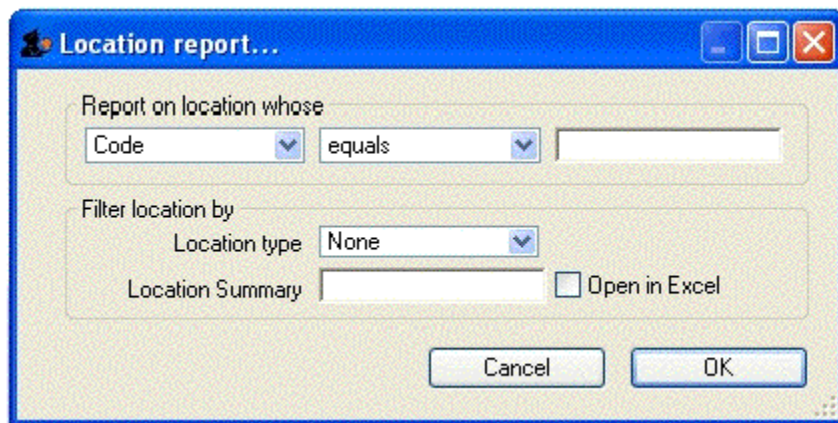 Location report...
Report on location whose
Code equals
Filter location by
Location type None
Location Summary Open in Excel
Cancel OK